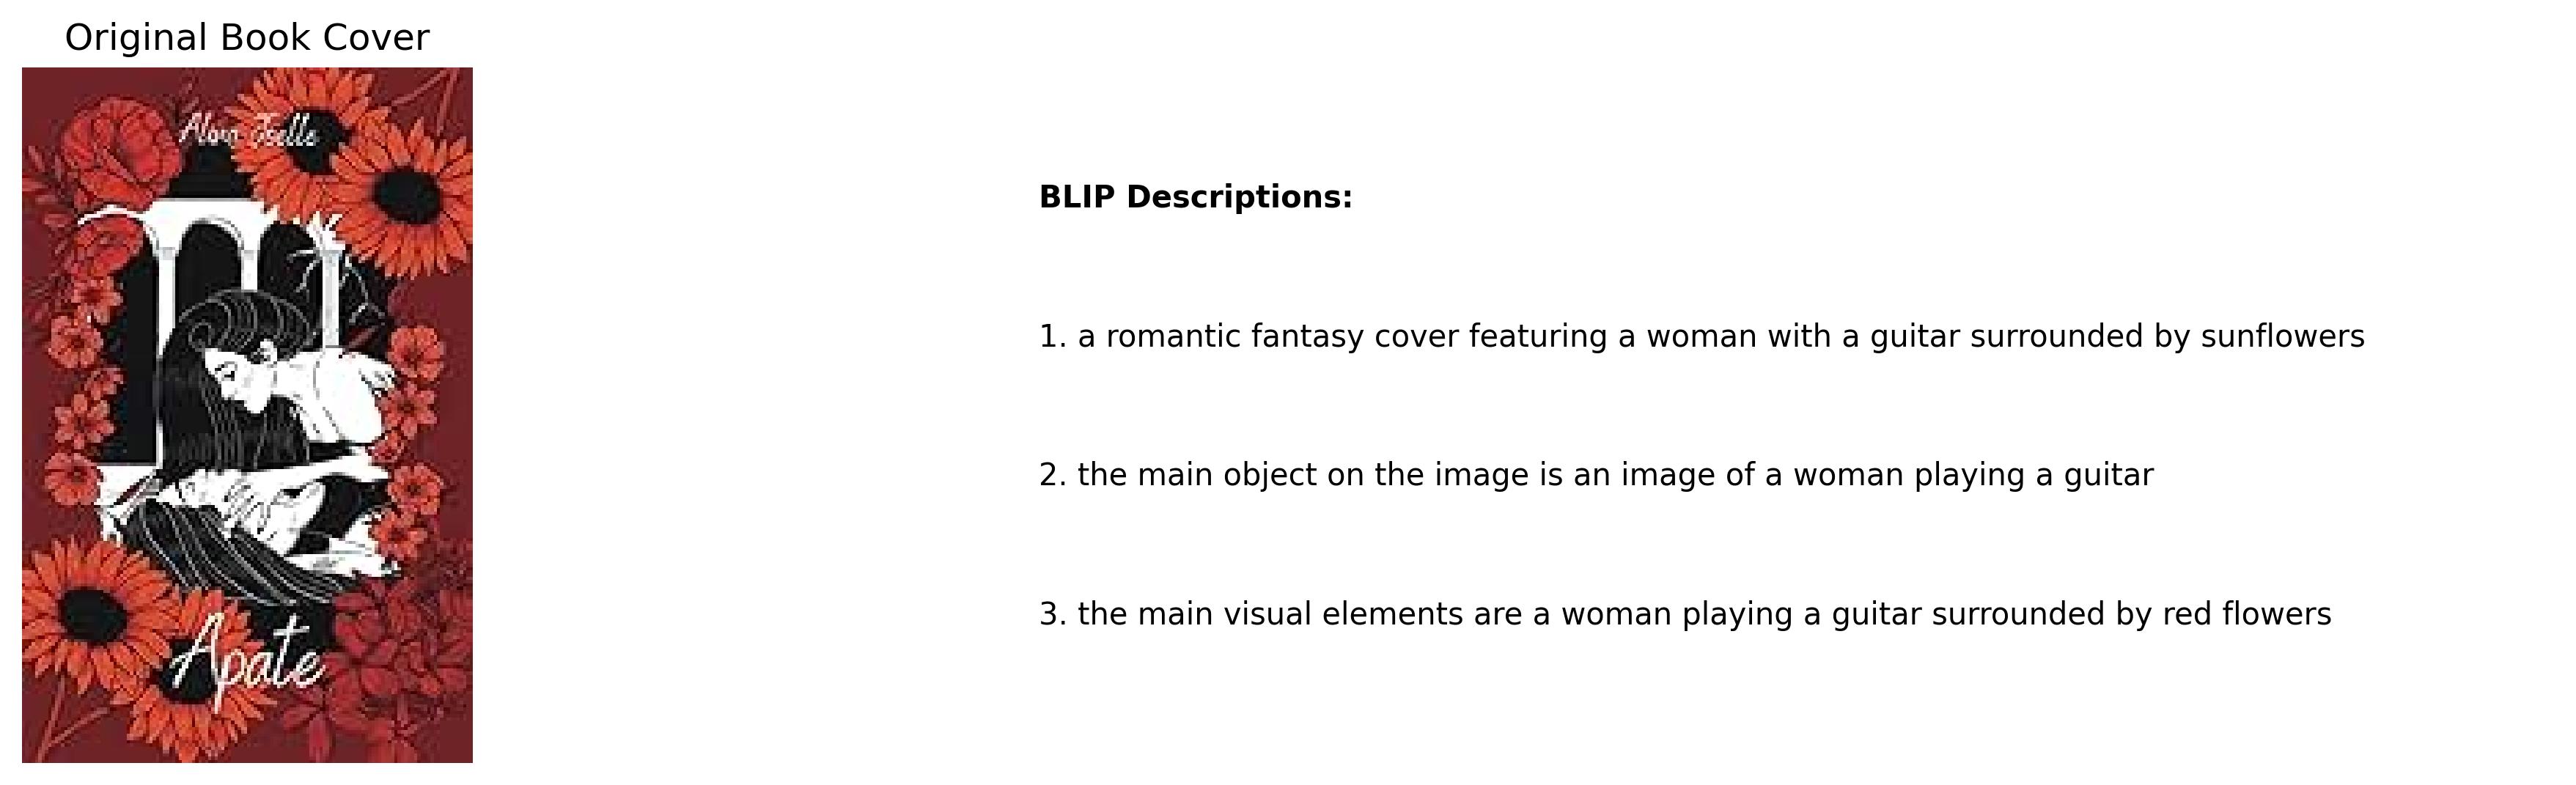 Original Book Cover
Alora Jselle
Apate
BLIP Descriptions:
1. a romantic fantasy cover featuring a woman with a guitar surrounded by sunflowers
2. the main object on the image is an image of a woman playing a guitar
3. the main visual elements are a woman playing a guitar surrounded by red flowers